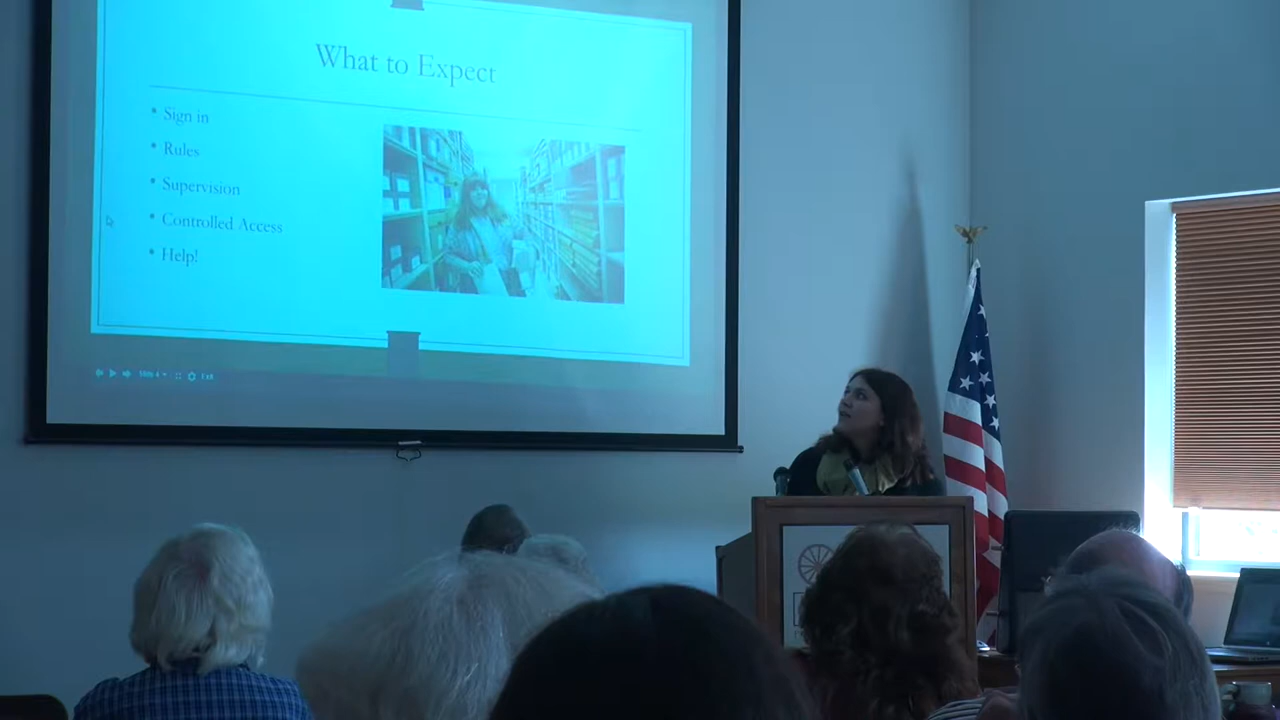 What to Expect
• Sign in
• Rules
• Supervision
• Controlled Access
• Help!